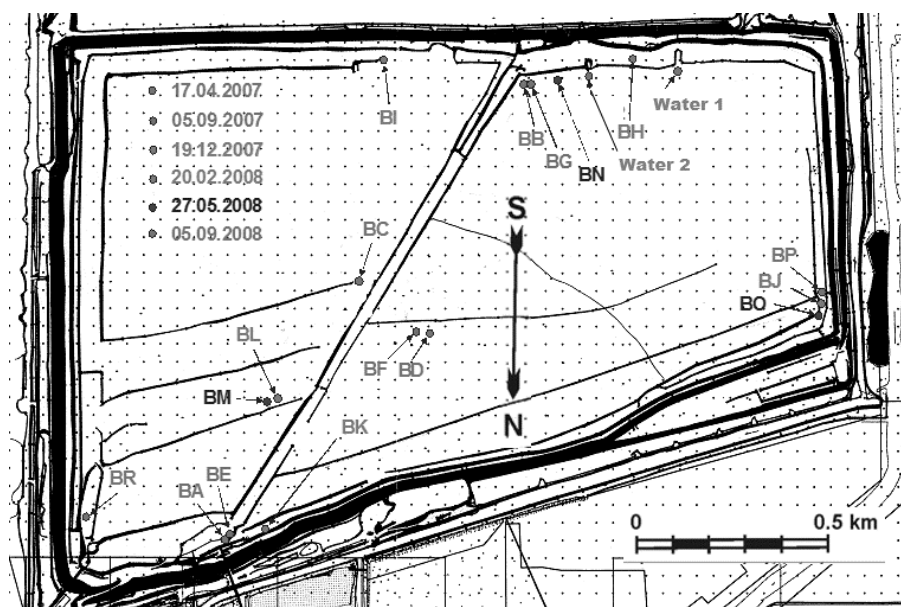 17.04.2007
05.09.2007
19.12.2007
20.02.2008
27.05.2008
05.09.2008
BI
BB
BG
BN
Water 2
BH
Water 1
S
BC
BP
BJ
BO
BL
BF
BD
BM
N
BK
BR
BE
BA
0
0.5 km